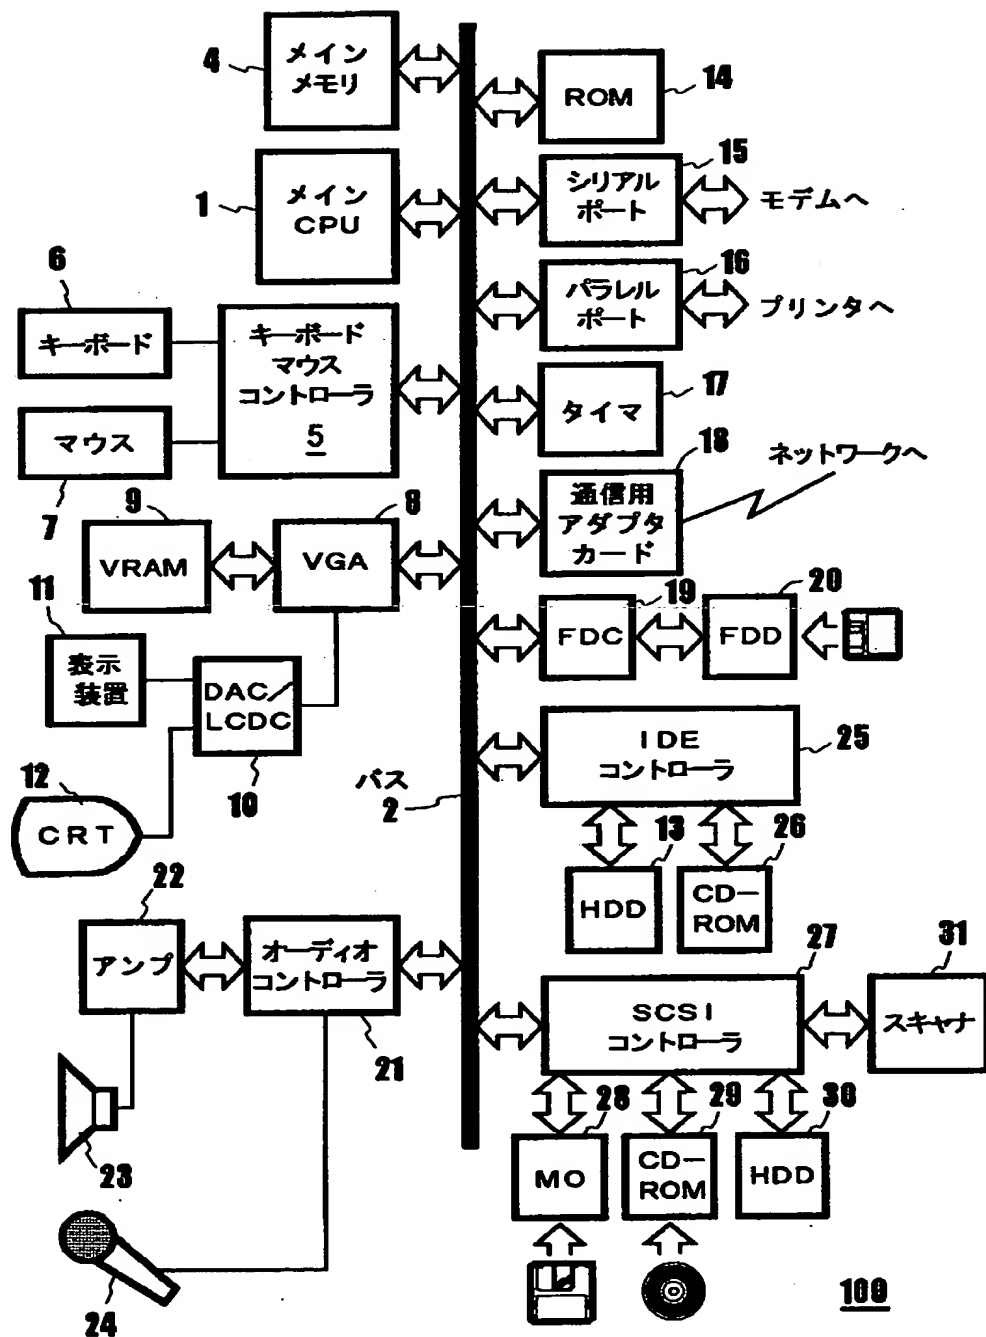 4
メイン
メモリ
1
メイン
CPU
6
キーボード
キーボード
マウス
コントローラ
5
マウス
7
9
VRAM
8
VGA
11
表示
装置
DAC/
LCDC
10
12
CRT
バス
2
22
アンプ
オーディオ
コントローラ
21
23
24
ROM
14
15
シリアル
ポート
モデムへ
16
パラレル
ポート
プリンタへ
17
タイマ
18
通信用
アダプタ
カード
ネットワークへ
19
FDC
20
FDD
IDE
コントローラ
25
13
HDD
26
CD-
ROM
27
SCSI
コントローラ
31
スキャナ
28
MO
29
CD-
ROM
30
HDD
100